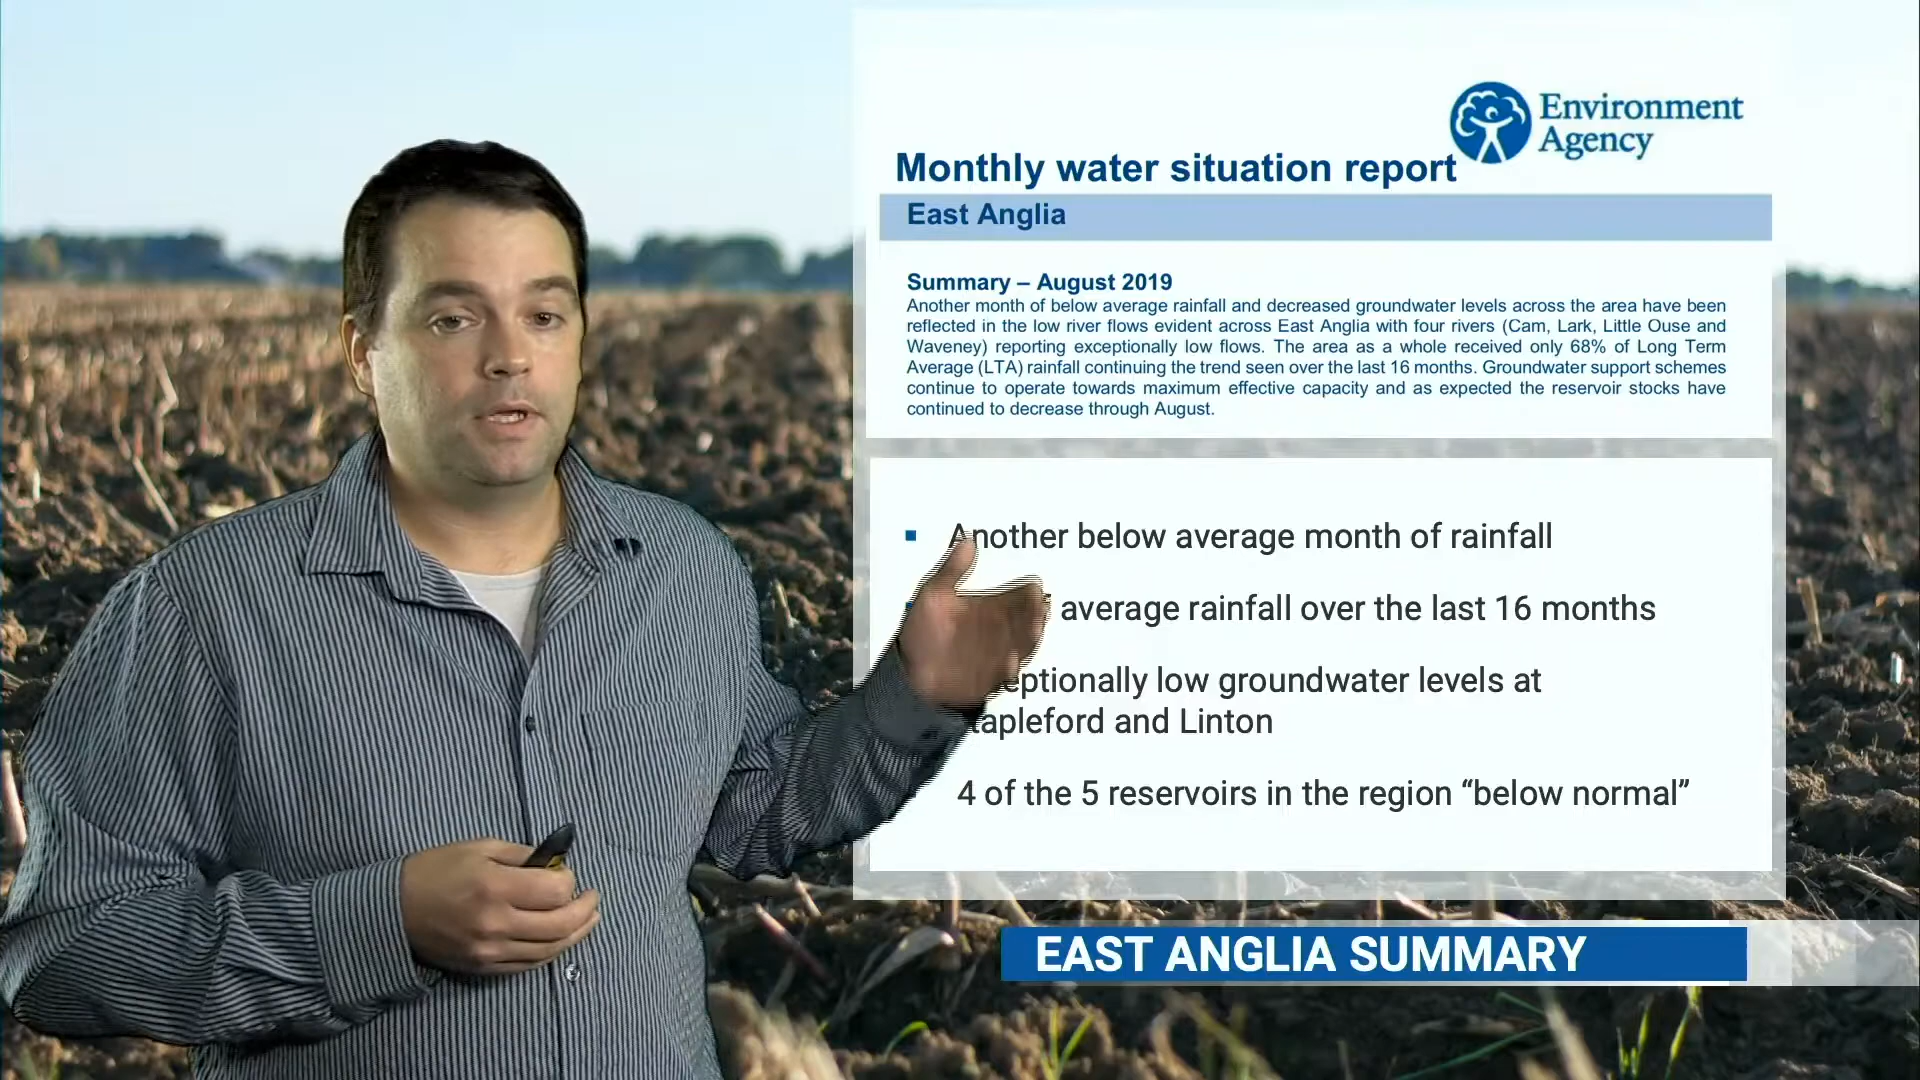 Environment
Agency
Monthly water situation report
East Anglia
Summary – August 2019
Another month of below average rainfall and decreased groundwater levels across the area have been
reflected in the low river flows evident across East Anglia with four rivers (Cam, Lark, Little Ouse and
Waveney) reporting exceptionally low flows. The area as a whole received only 68% of Long Term
Average (LTA) rainfall continuing the trend seen over the last 16 months. Groundwater support schemes
continue to operate towards maximum effective capacity and as expected the reservoir stocks have
continued to decrease through August.
▪ Another below average month of rainfall
average rainfall over the last 16 months
low groundwater levels at
and Linton
4 of the 5 reservoirs in the region “below normal”
EAST ANGLIA SUMMARY